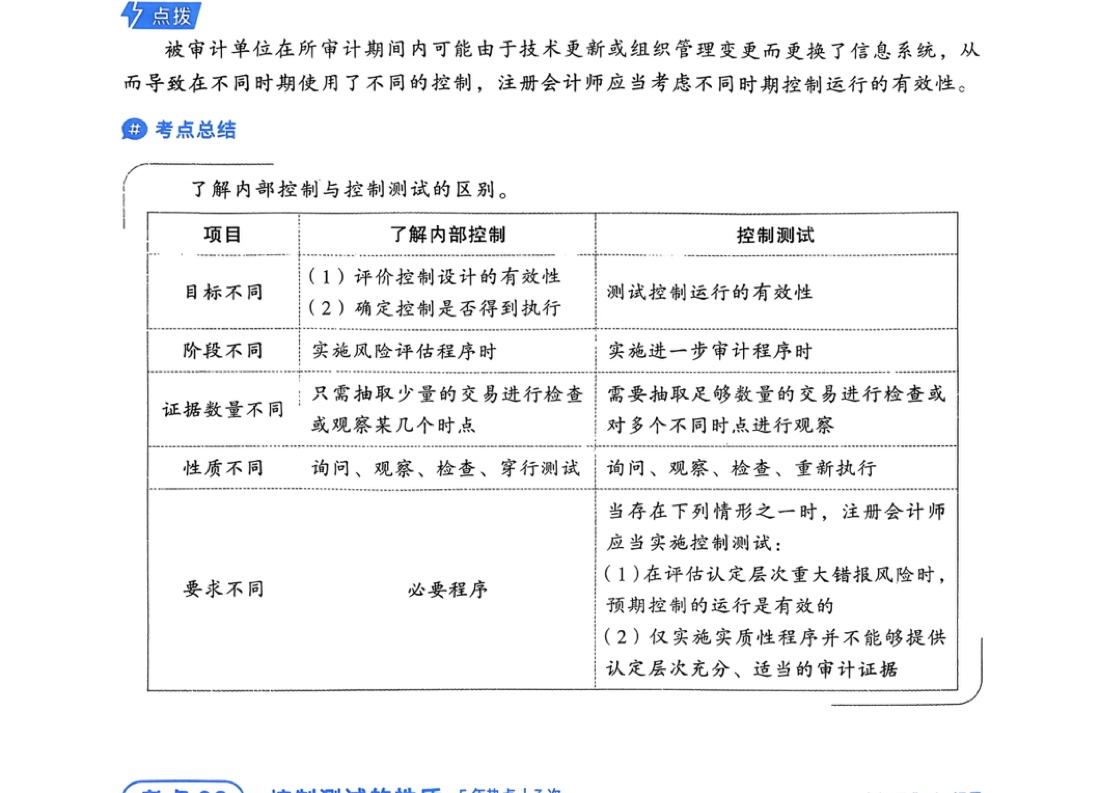 点拨
被审计单位在所审计期间内可能由于技术更新或组织管理变更而更换了信息系统，从
而导致在不同时期使用了不同的控制，注册会计师应当考虑不同时期控制运行的有效性。
# 考点总结
了解内部控制与控制测试的区别。
项目 了解内部控制 控制测试
目标不同
（1）评价控制设计的有效性
（2）确定控制是否得到执行
测试控制运行的有效性
阶段不同 实施风险评估程序时 实施进一步审计程序时
证据数量不同
只需抽取少量的交易进行检查
或观察某几个时点
需要抽取足够数量的交易进行检查或
对多个不同时点进行观察
性质不同 询问、观察、检查、穿行测试 询问、观察、检查、重新执行
要求不同
必要程序
当存在下列情形之一时，注册会计师
应当实施控制测试：
（1）在评估认定层次重大错报风险时，
预期控制的运行是有效的
（2）仅实施实质性程序并不能够提供
认定层次充分、适当的审计证据
控制测试的性质